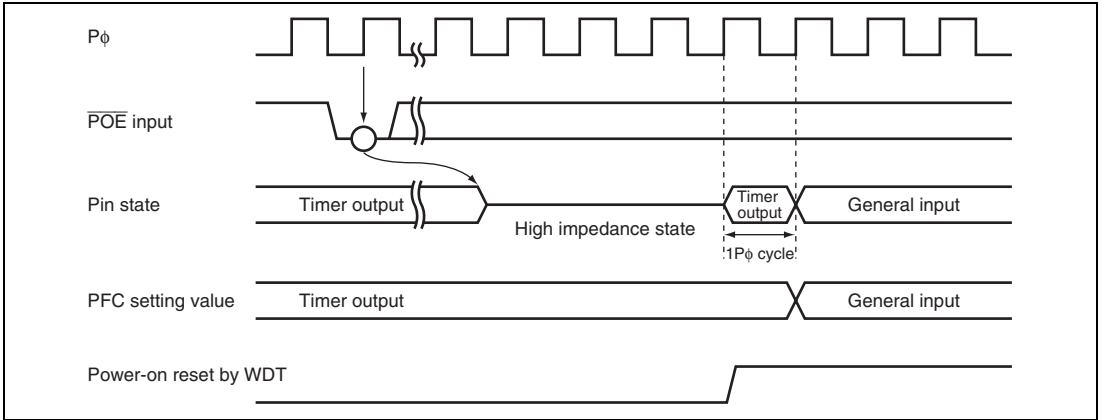 Pϕ
P̅O̅E̅ input
Pin state
Timer output
High impedance state
Timer
output
General input
1Pϕ cycle
PFC setting value
Timer output
General input
Power-on reset by WDT